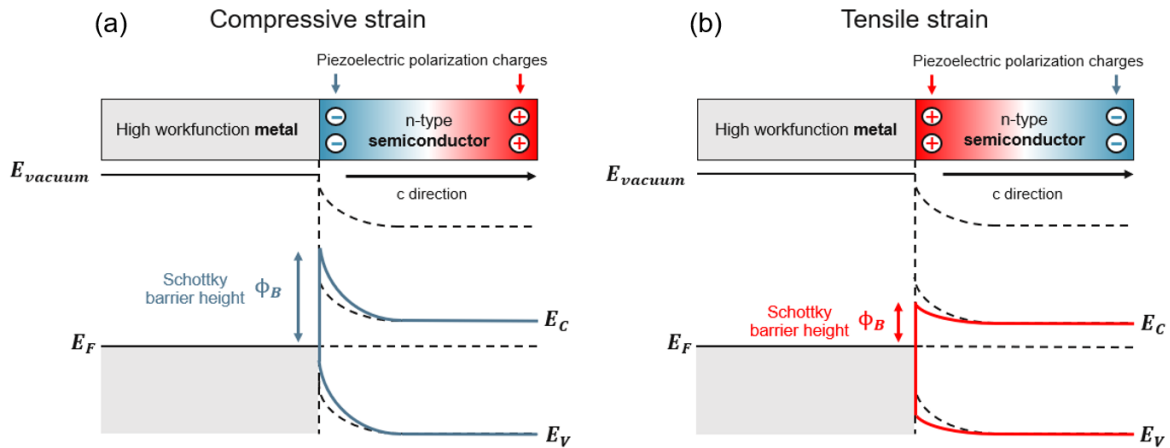 (a) Compressive strain
Piezoelectric polarization charges
High workfunction metal
n-type
semiconductor
− +
− +
E_vacuum
c direction
Schottky
barrier height ϕ_B
E_C
E_F
E_V
(b) Tensile strain
Piezoelectric polarization charges
High workfunction metal
n-type
semiconductor
+ −
+ −
E_vacuum
c direction
Schottky
barrier height ϕ_B
E_C
E_F
E_V